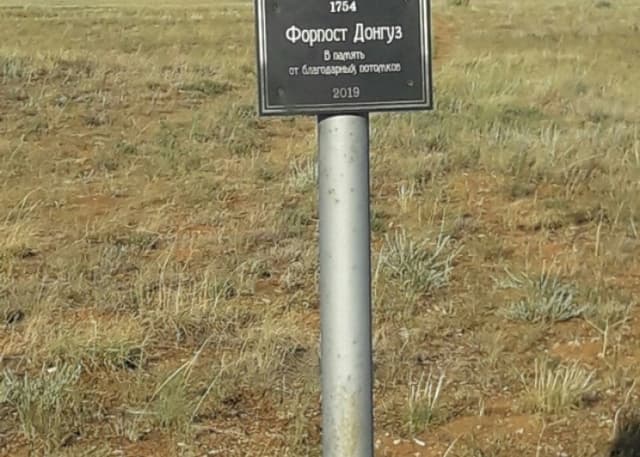 1754
Форпост Донгуз
В память
от благодарных потомков
2019